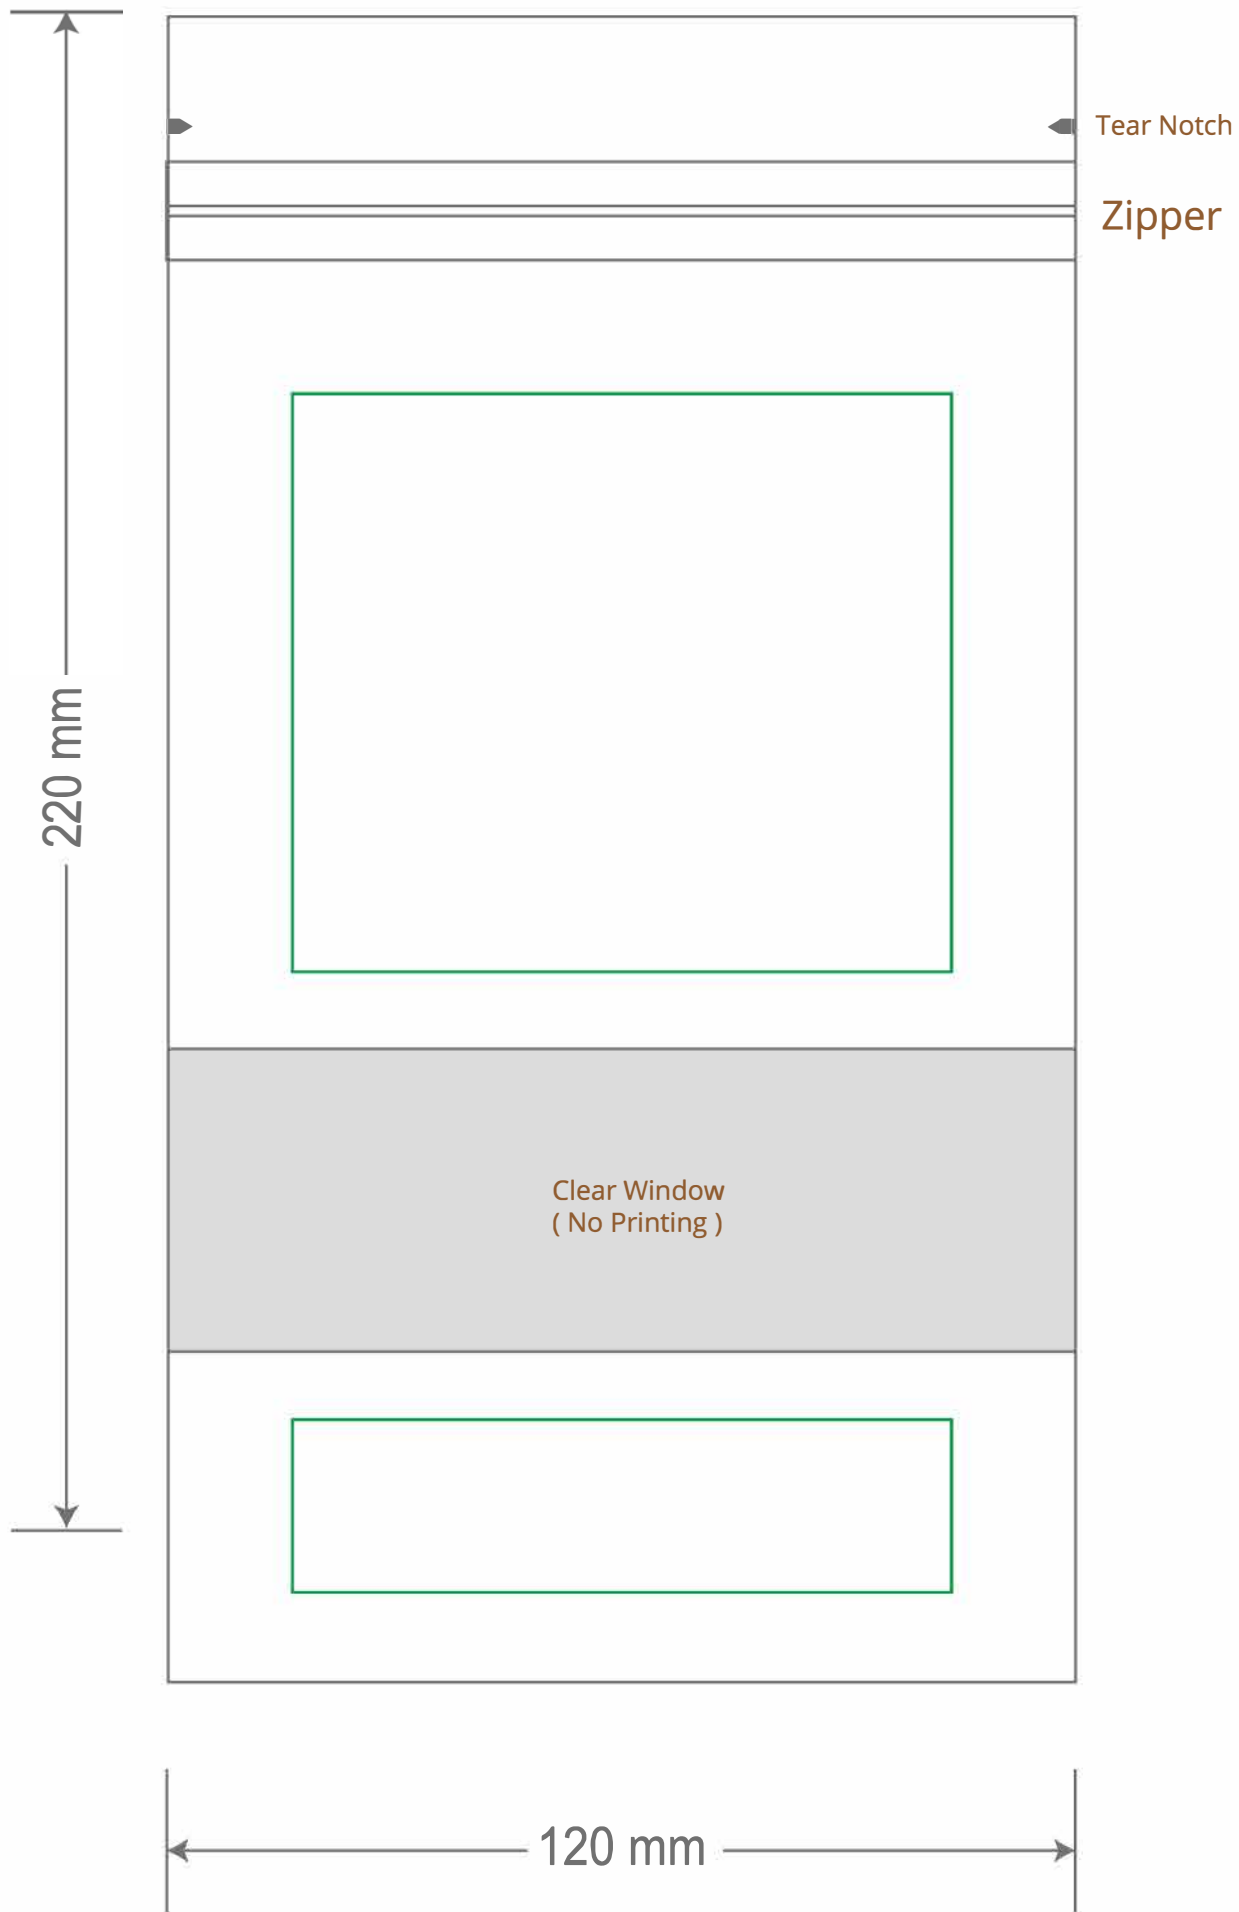 Tear Notch
Zipper
220 mm
Clear Window
( No Printing )
120 mm